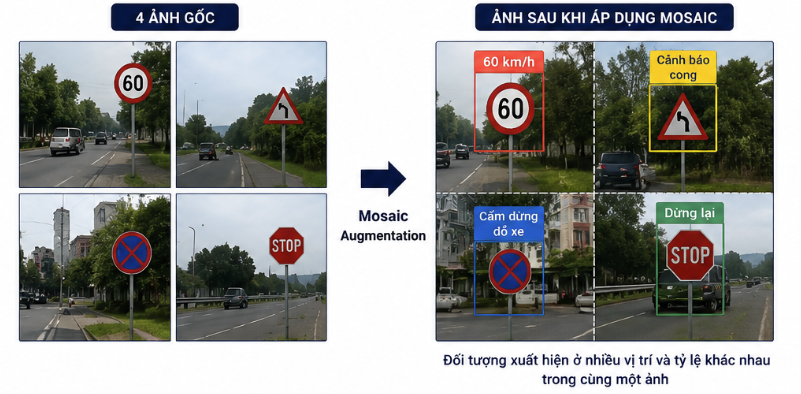 4 ẢNH GỐC
ẢNH SAU KHI ÁP DỤNG MOSAIC
60
60 km/h
60
Cảnh báo
cong
Mosaic
Augmentation
STOP
Cấm dừng
dỗ xe
Dừng lại
STOP
Đối tượng xuất hiện ở nhiều vị trí và tỷ lệ khác nhau
trong cùng một ảnh